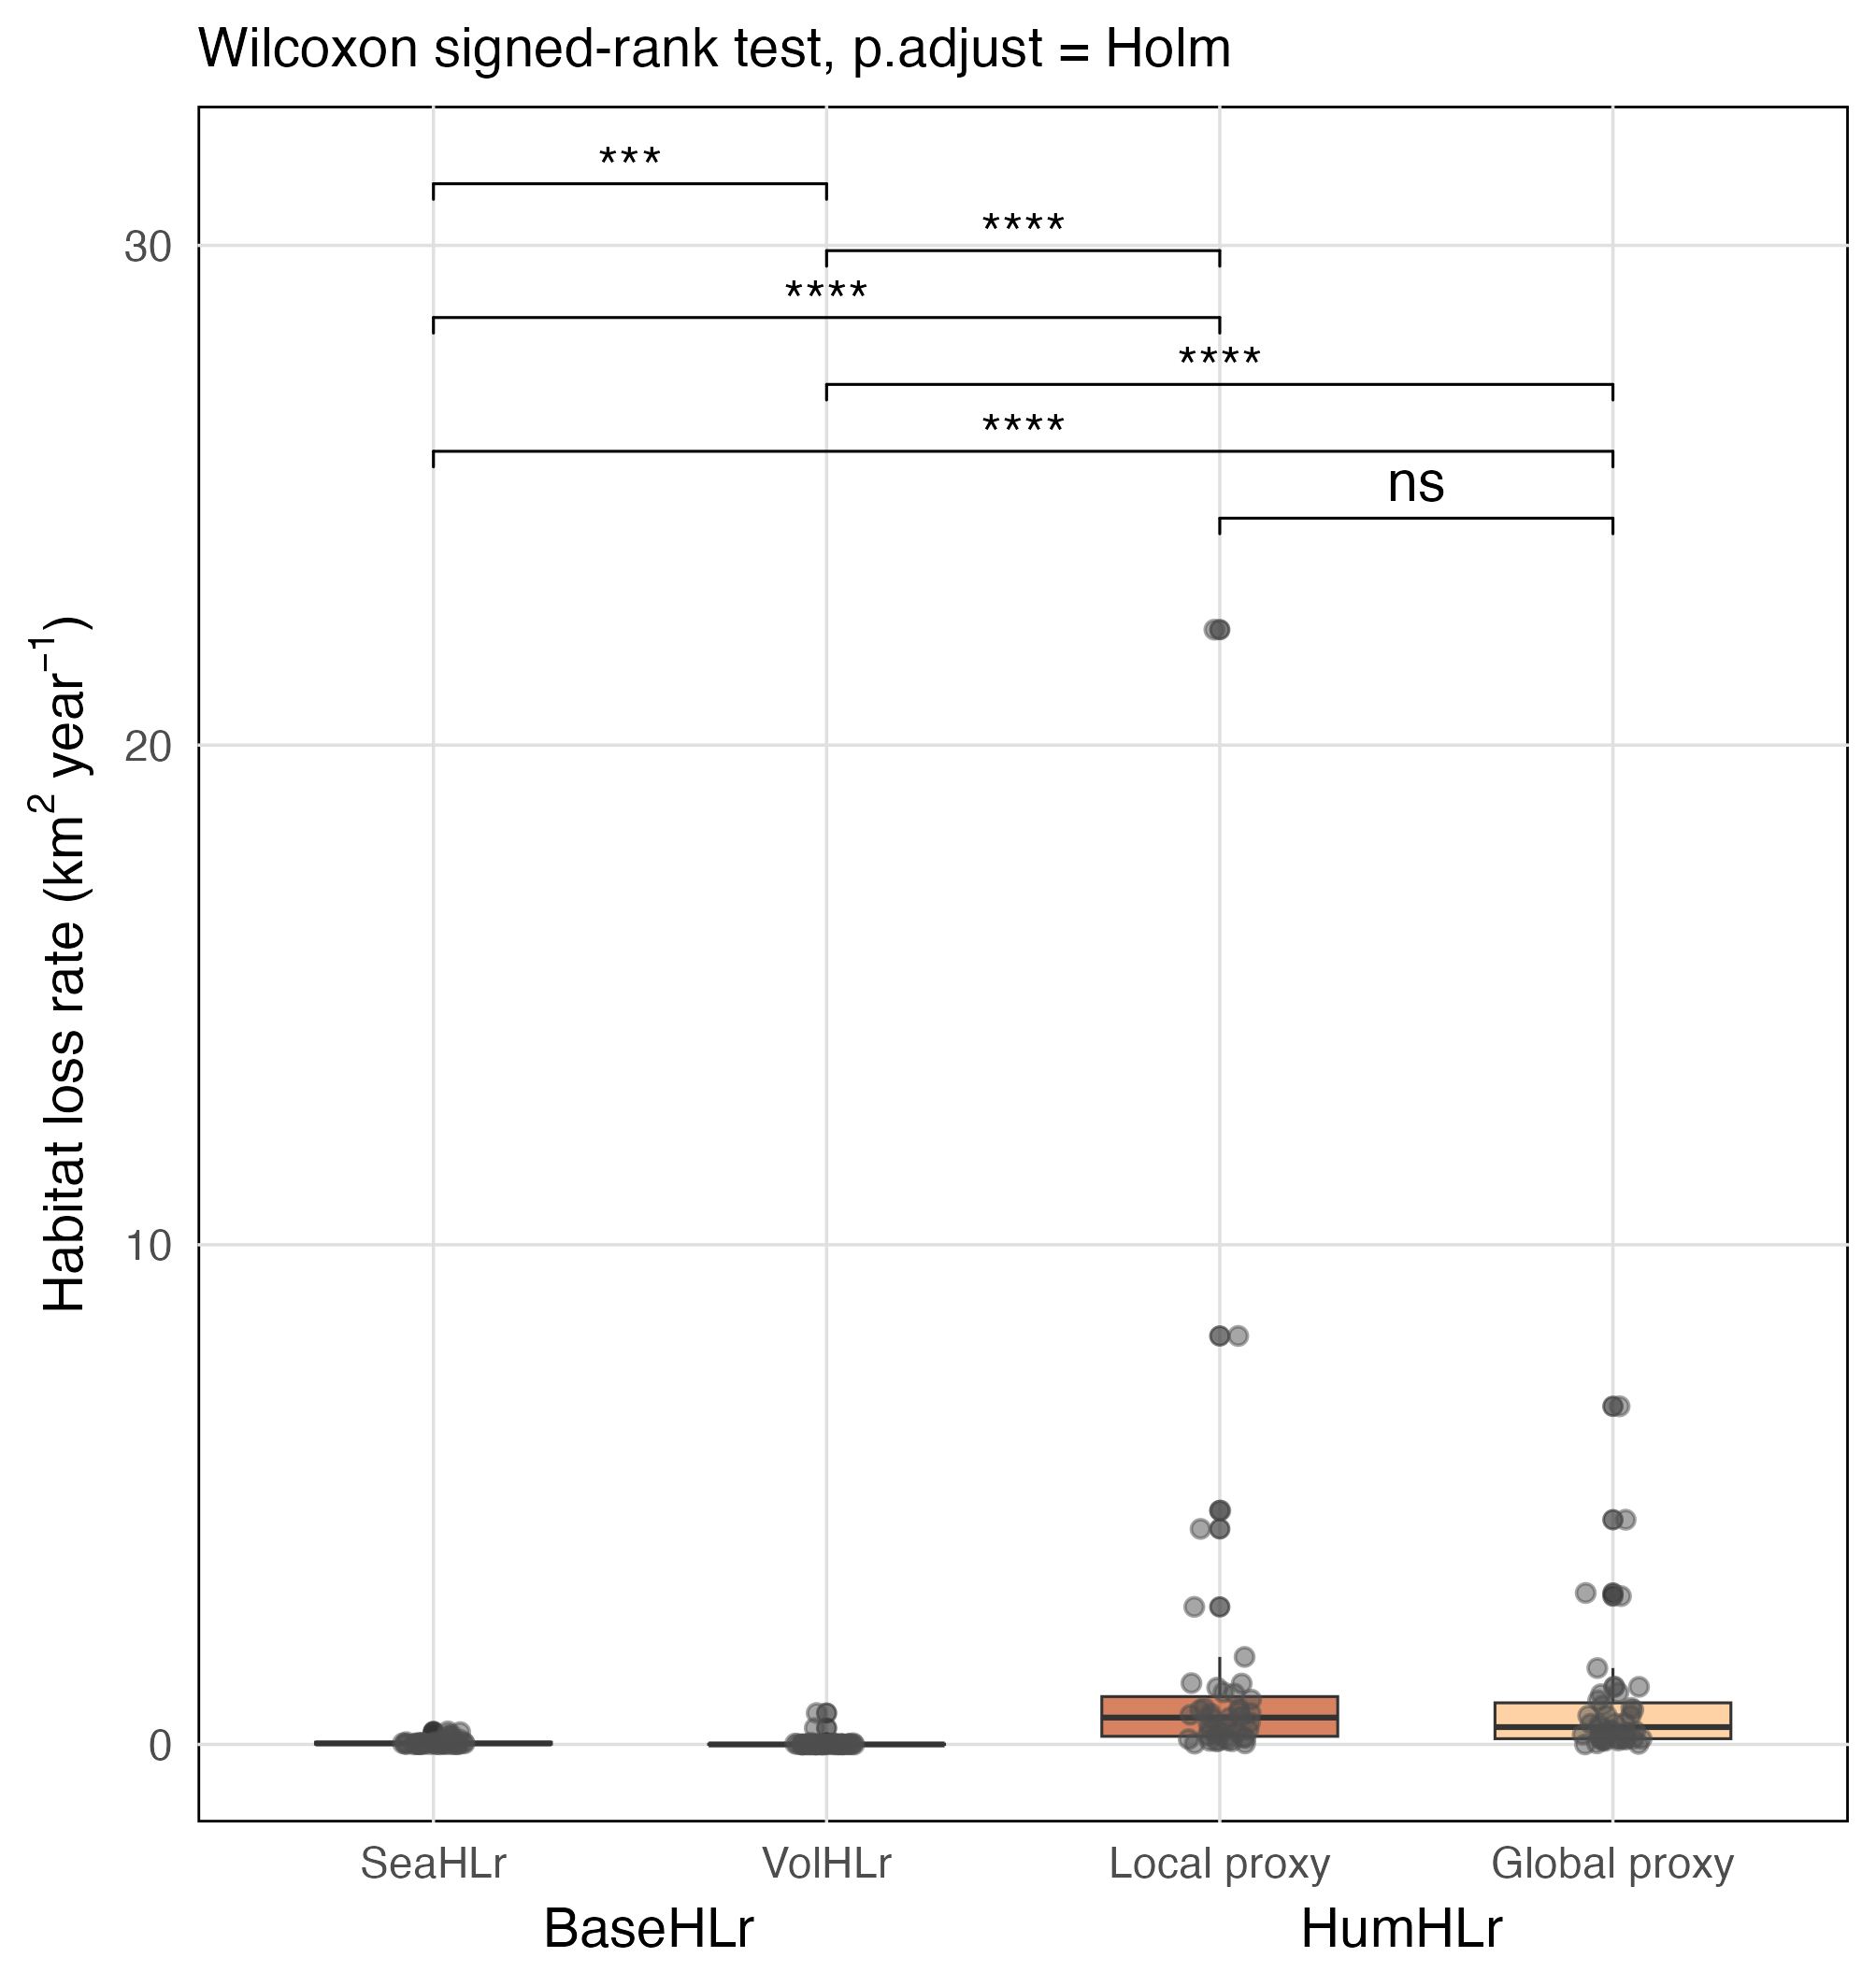 Wilcoxon signed-rank test, p.adjust = Holm
***
****
****
****
****
ns
30
20
10
0
Habitat loss rate (km² year⁻¹)
SeaHLr VolHLr Local proxy Global proxy
BaseHLr HumHLr